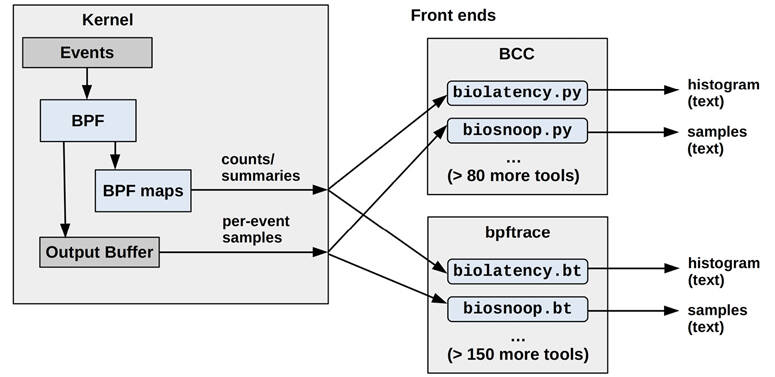 Kernel
Events
BPF
BPF maps
Output Buffer
counts/
summaries
per-event
samples
Front ends
BCC
biolatency.py
biosnoop.py
...
(> 80 more tools)
histogram
(text)
samples
(text)
bpftrace
biolatency.bt
biosnoop.bt
...
(> 150 more tools)
histogram
(text)
samples
(text)